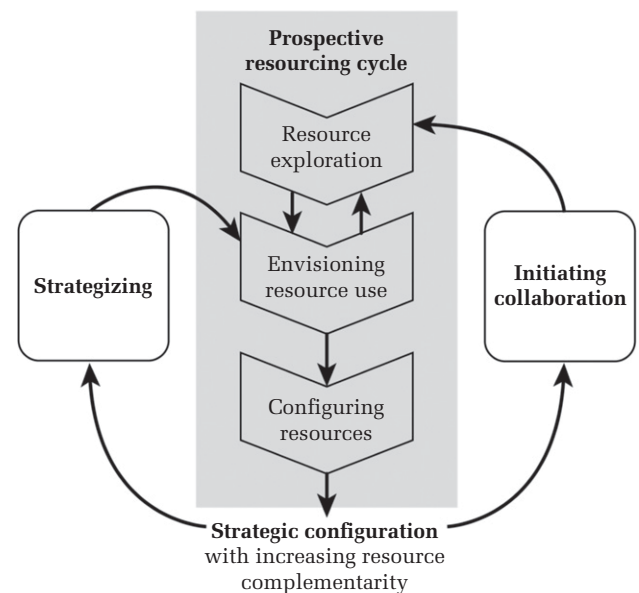 Prospective
resourcing cycle
Resource
exploration
Envisioning
resource use
Strategizing
Initiating
collaboration
Configuring
resources
Strategic configuration
with increasing resource
complementarity